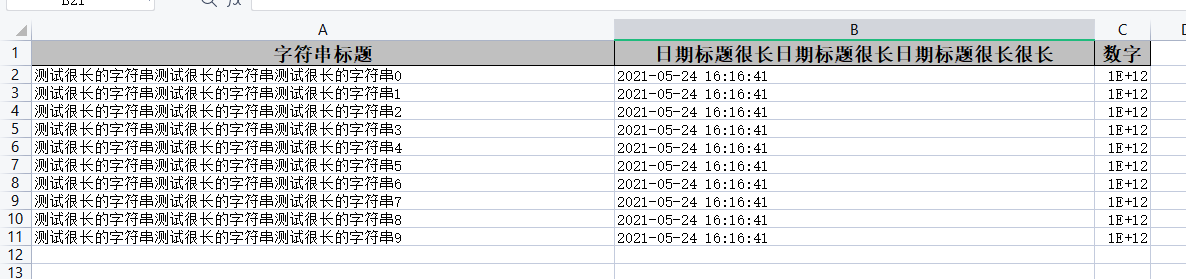 B21 fx
A B C D
1 字符串标题 日期标题很长日期标题很长日期标题很长很长 数字
2 测试很长的字符串测试很长的字符串测试很长的字符串0 2021-05-24 16:16:41 1E+12
3 测试很长的字符串测试很长的字符串测试很长的字符串1 2021-05-24 16:16:41 1E+12
4 测试很长的字符串测试很长的字符串测试很长的字符串2 2021-05-24 16:16:41 1E+12
5 测试很长的字符串测试很长的字符串测试很长的字符串3 2021-05-24 16:16:41 1E+12
6 测试很长的字符串测试很长的字符串测试很长的字符串4 2021-05-24 16:16:41 1E+12
7 测试很长的字符串测试很长的字符串测试很长的字符串5 2021-05-24 16:16:41 1E+12
8 测试很长的字符串测试很长的字符串测试很长的字符串6 2021-05-24 16:16:41 1E+12
9 测试很长的字符串测试很长的字符串测试很长的字符串7 2021-05-24 16:16:41 1E+12
10 测试很长的字符串测试很长的字符串测试很长的字符串8 2021-05-24 16:16:41 1E+12
11 测试很长的字符串测试很长的字符串测试很长的字符串9 2021-05-24 16:16:41 1E+12
12
13